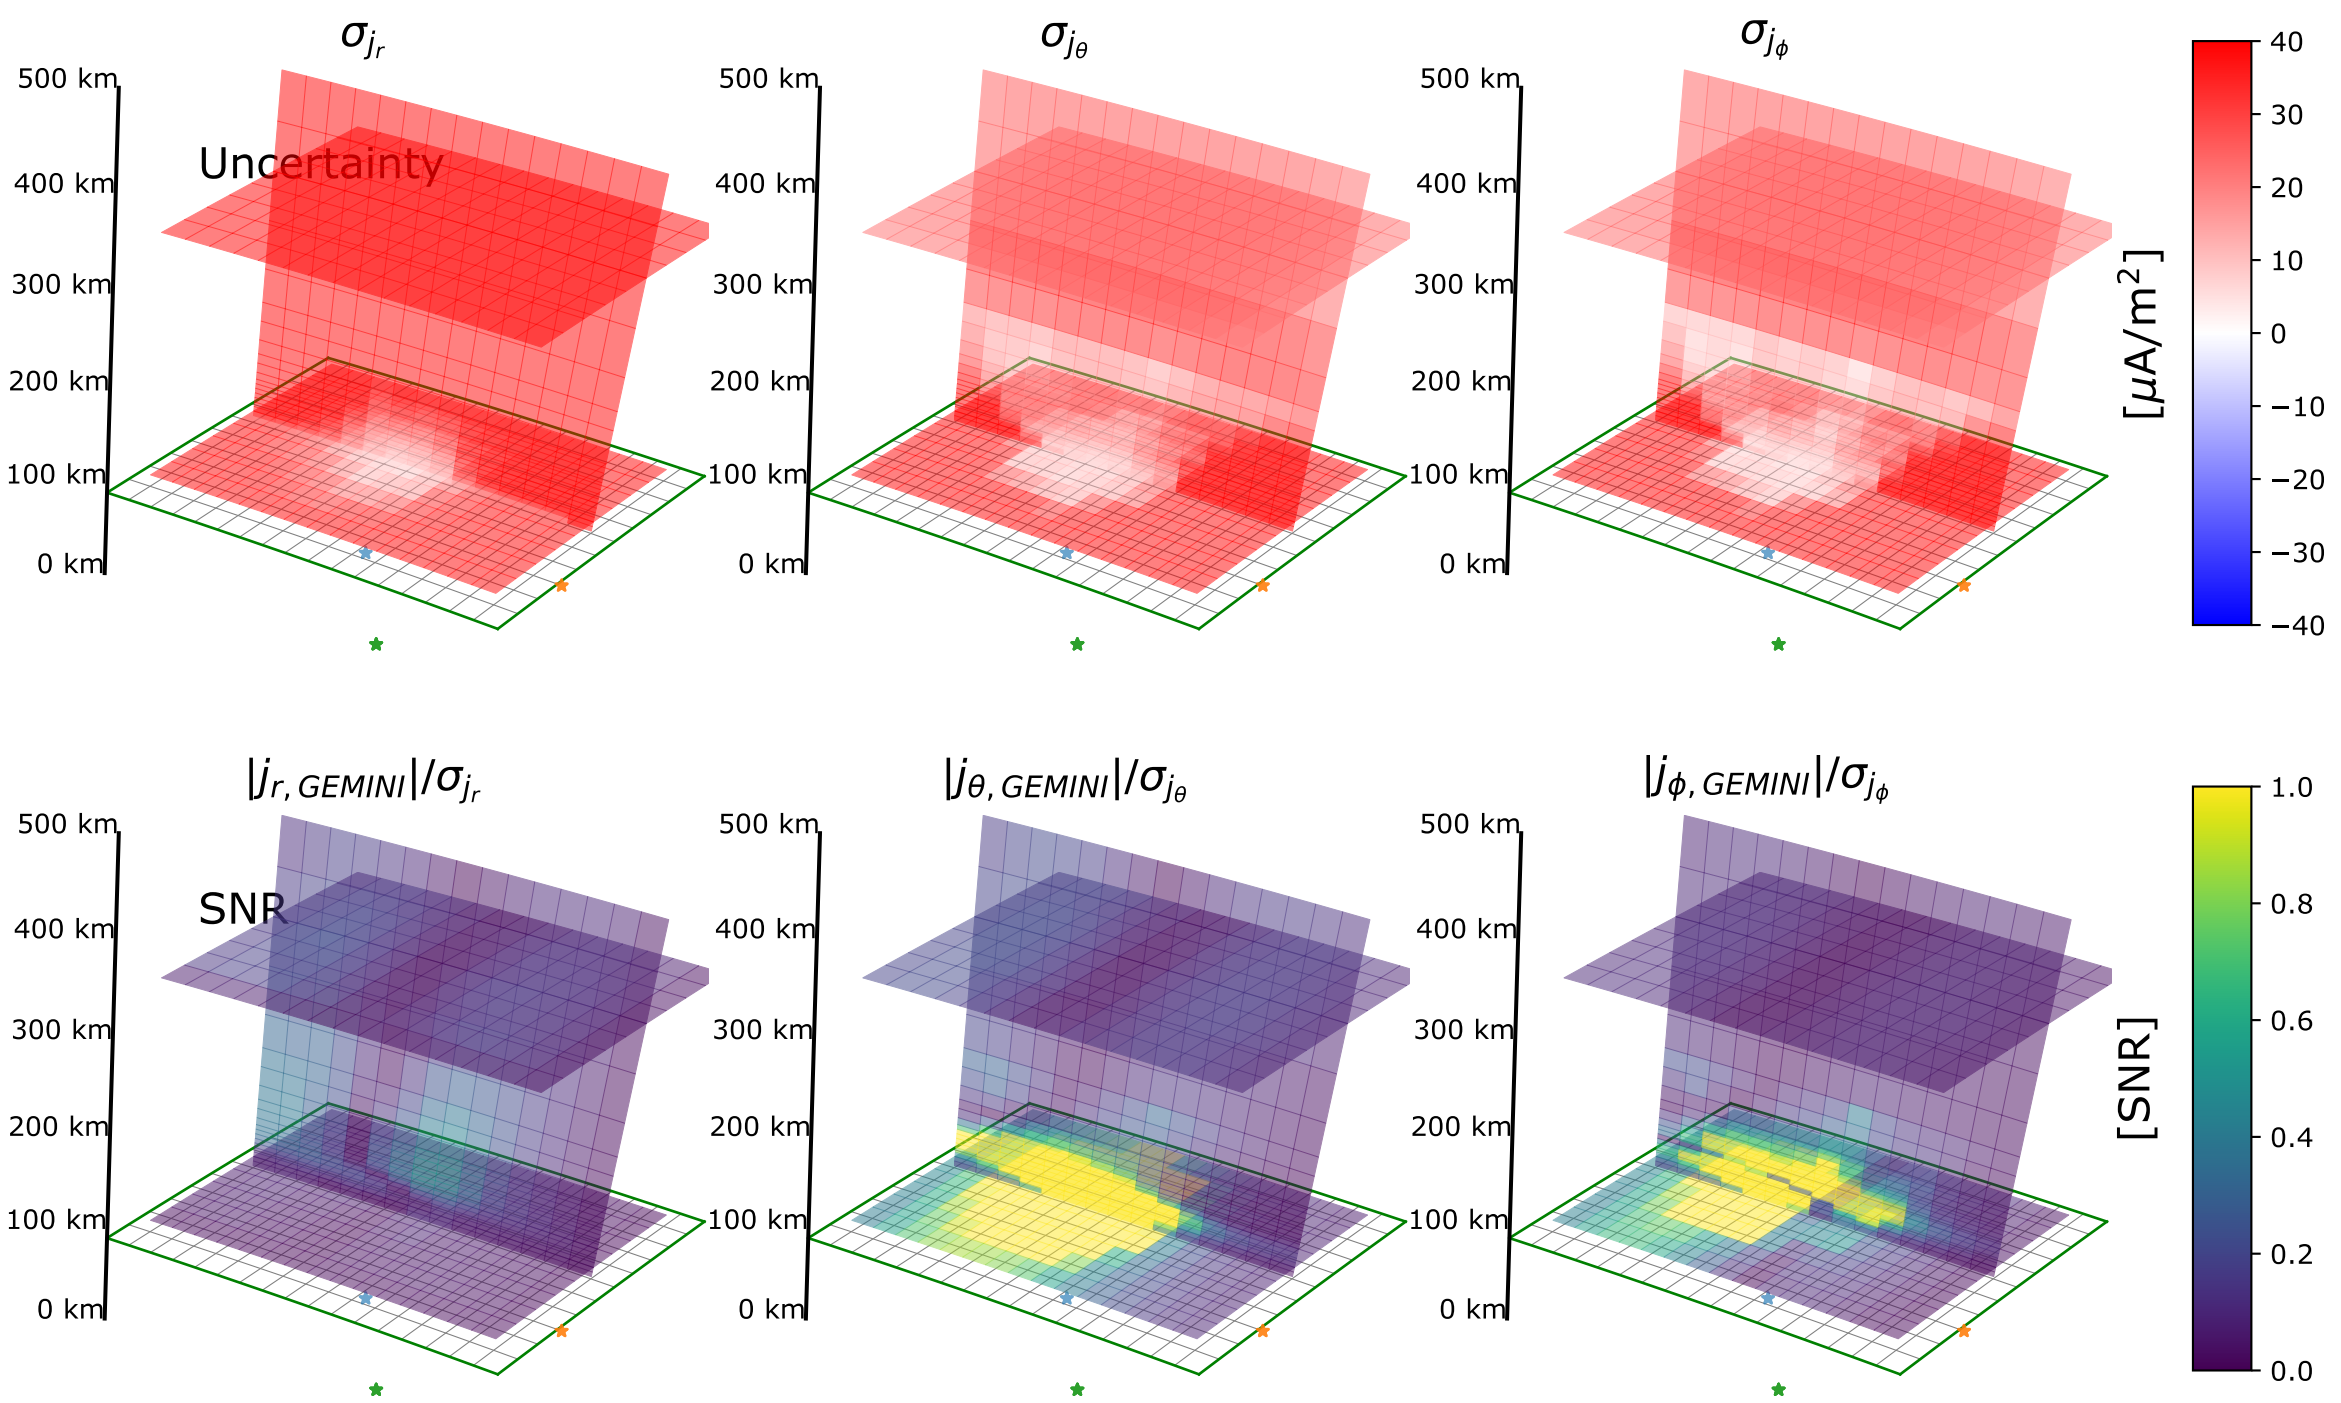 σ_{j_r}
500 km
400 km
300 km
200 km
100 km
0 km
Uncertainty
σ_{j_θ}
500 km
400 km
300 km
200 km
100 km
0 km
σ_{j_ϕ}
500 km
400 km
300 km
200 km
100 km
0 km
40
30
20
10
0
−10
−20
−30
−40
[μA/m²]
|j_{r, GEMINI}|/σ_{j_r}
500 km
400 km
300 km
200 km
100 km
0 km
SNR
|j_{θ, GEMINI}|/σ_{j_θ}
500 km
400 km
300 km
200 km
100 km
0 km
|j_{ϕ, GEMINI}|/σ_{j_ϕ}
500 km
400 km
300 km
200 km
100 km
0 km
1.0
0.8
0.6
0.4
0.2
0.0
[SNR]